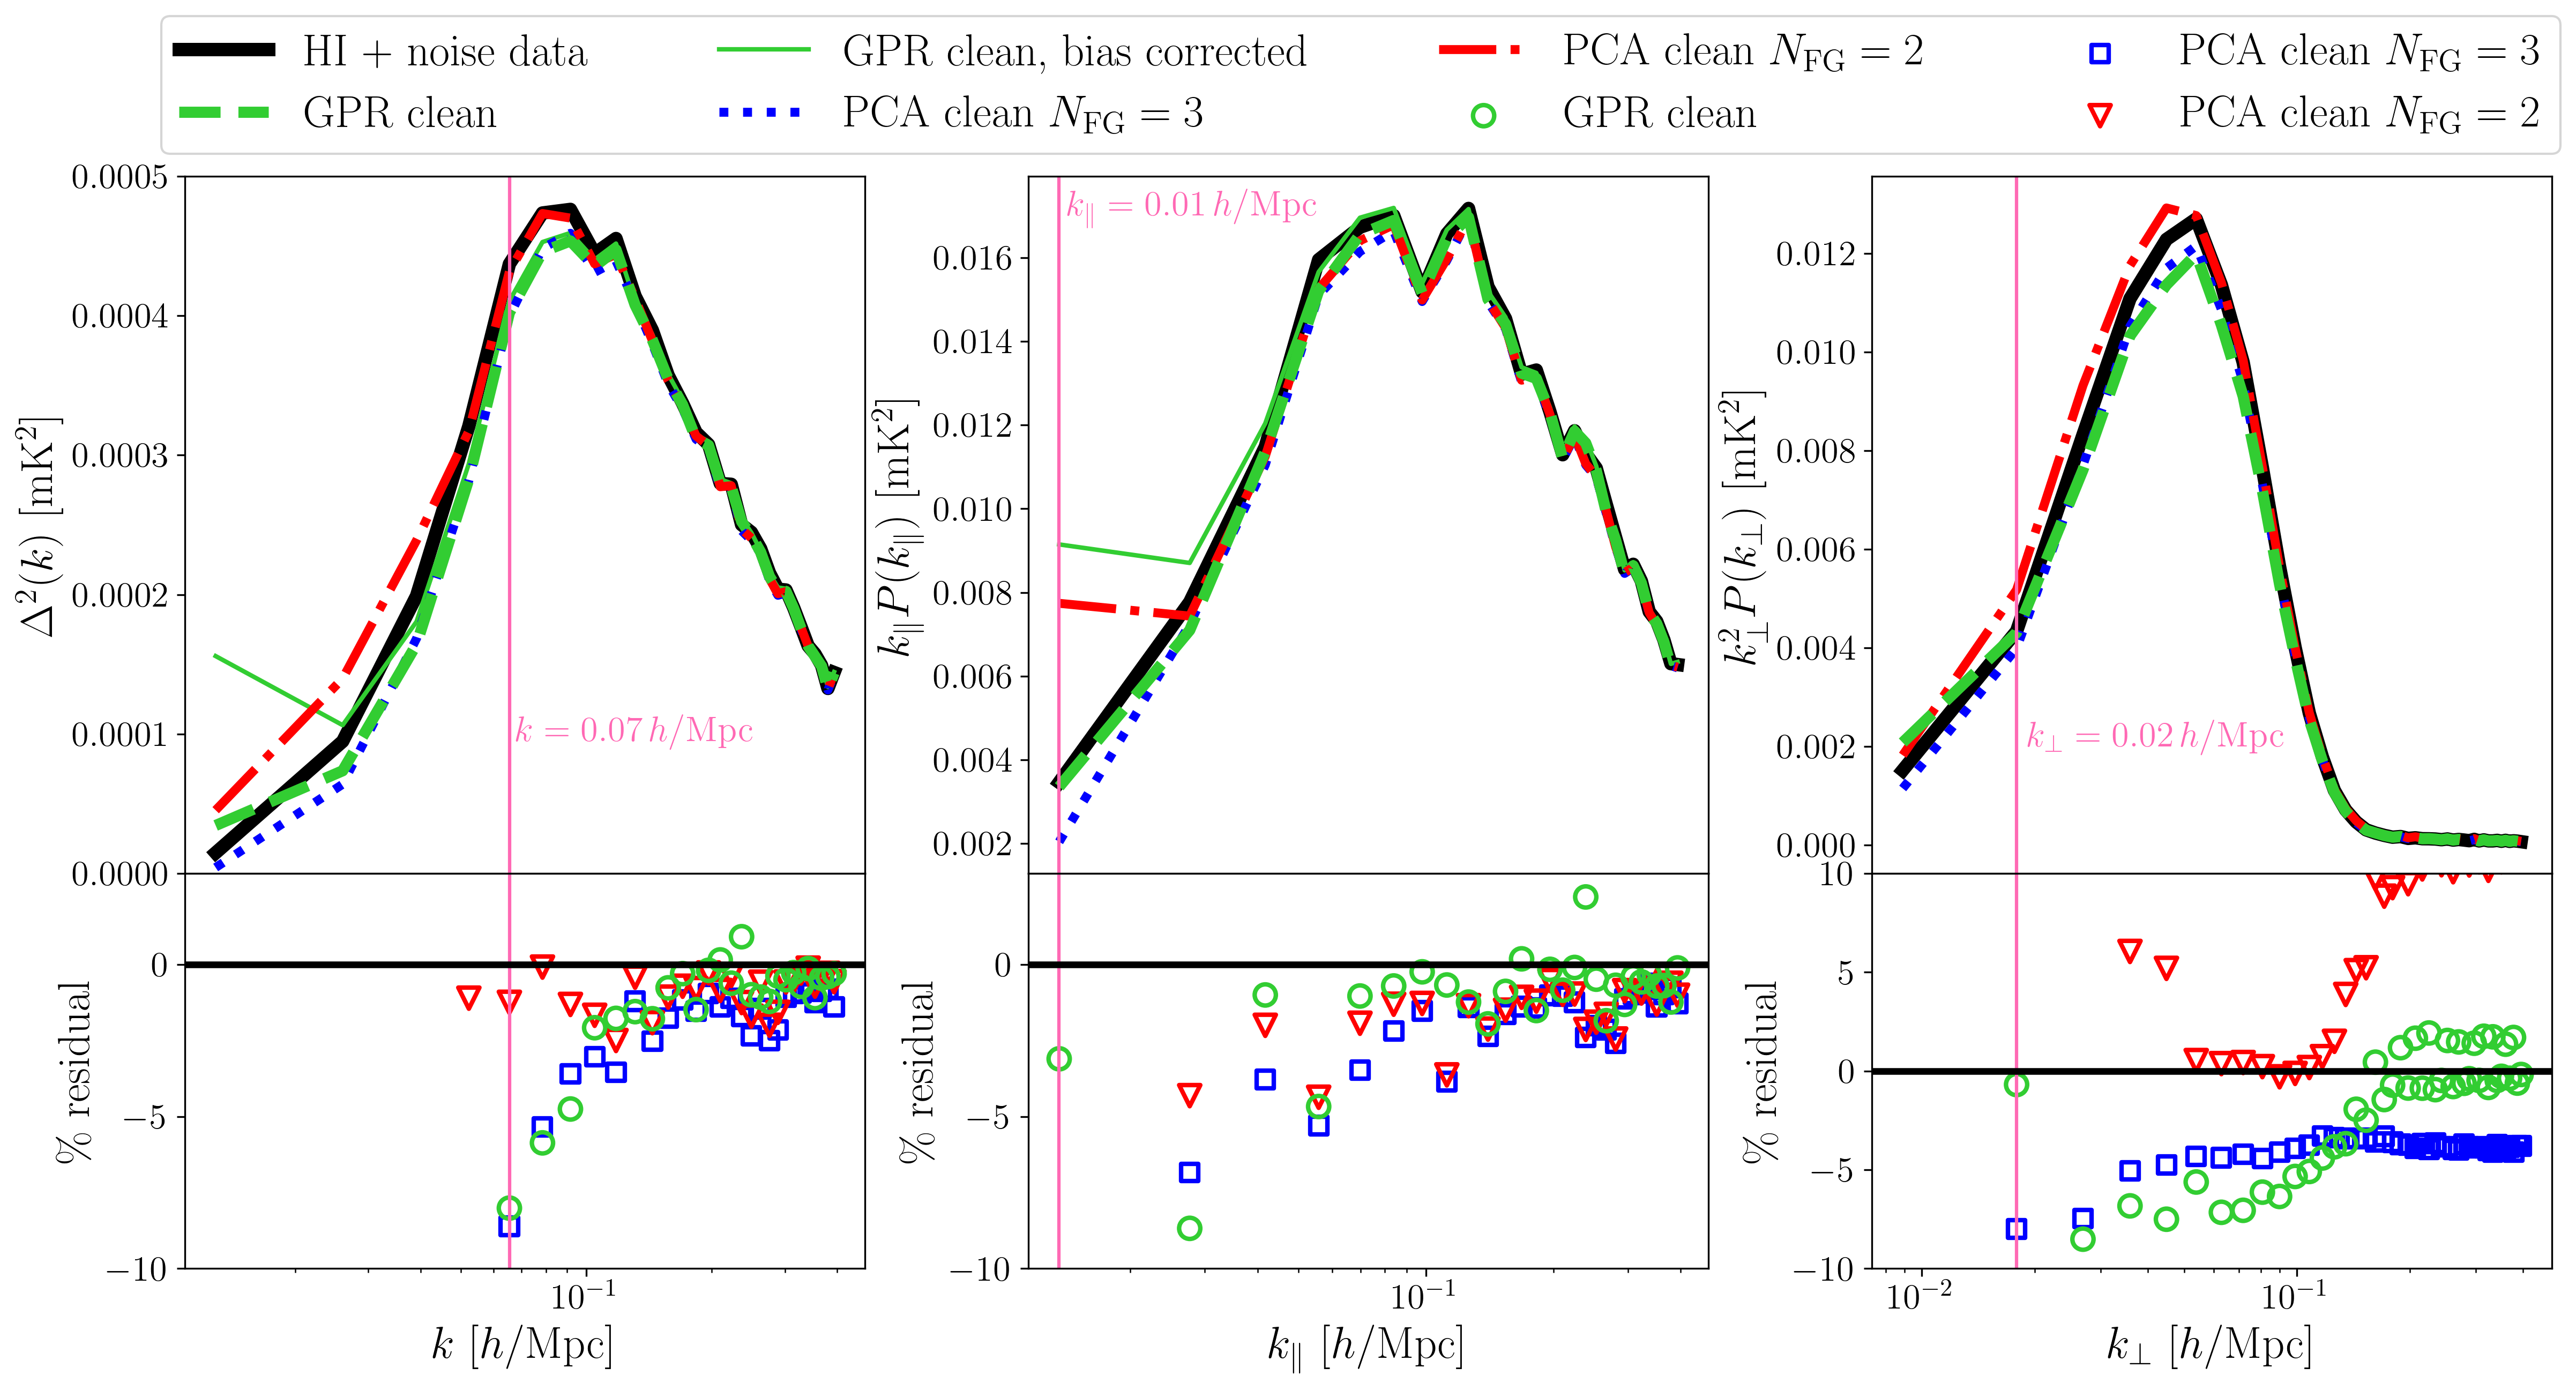 HI + noise data
GPR clean
GPR clean, bias corrected
PCA clean N_FG = 3
PCA clean N_FG = 2
GPR clean
PCA clean N_FG = 3
PCA clean N_FG = 2
Δ²(k) [mK²]
0.0005
0.0004
0.0003
0.0002
0.0001
0.0000
k = 0.07 h/Mpc
% residual
0
−5
−10
10⁻¹
k [h/Mpc]
k_∥P(k_∥) [mK²]
0.016
0.014
0.012
0.010
0.008
0.006
0.004
0.002
k_∥ = 0.01 h/Mpc
% residual
0
−5
−10
10⁻¹
k_∥ [h/Mpc]
k_⊥²P(k_⊥) [mK²]
0.012
0.010
0.008
0.006
0.004
0.002
0.000
k_⊥ = 0.02 h/Mpc
% residual
10
5
0
−5
−10
10⁻²
10⁻¹
k_⊥ [h/Mpc]